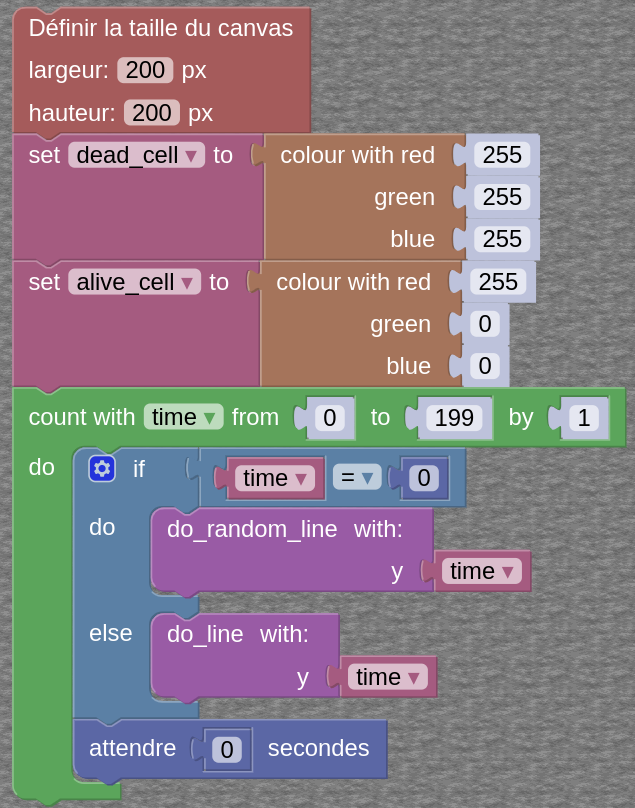 Définir la taille du canvas
largeur: 200 px
hauteur: 200 px
set dead_cell ▾ to colour with red 255
green 255
blue 255
set alive_cell ▾ to colour with red 255
green 0
blue 0
count with time ▾ from 0 to 199 by 1
do if time ▾ = ▾ 0
do do_random_line with:
y time ▾
else do_line with:
y time ▾
attendre 0 secondes